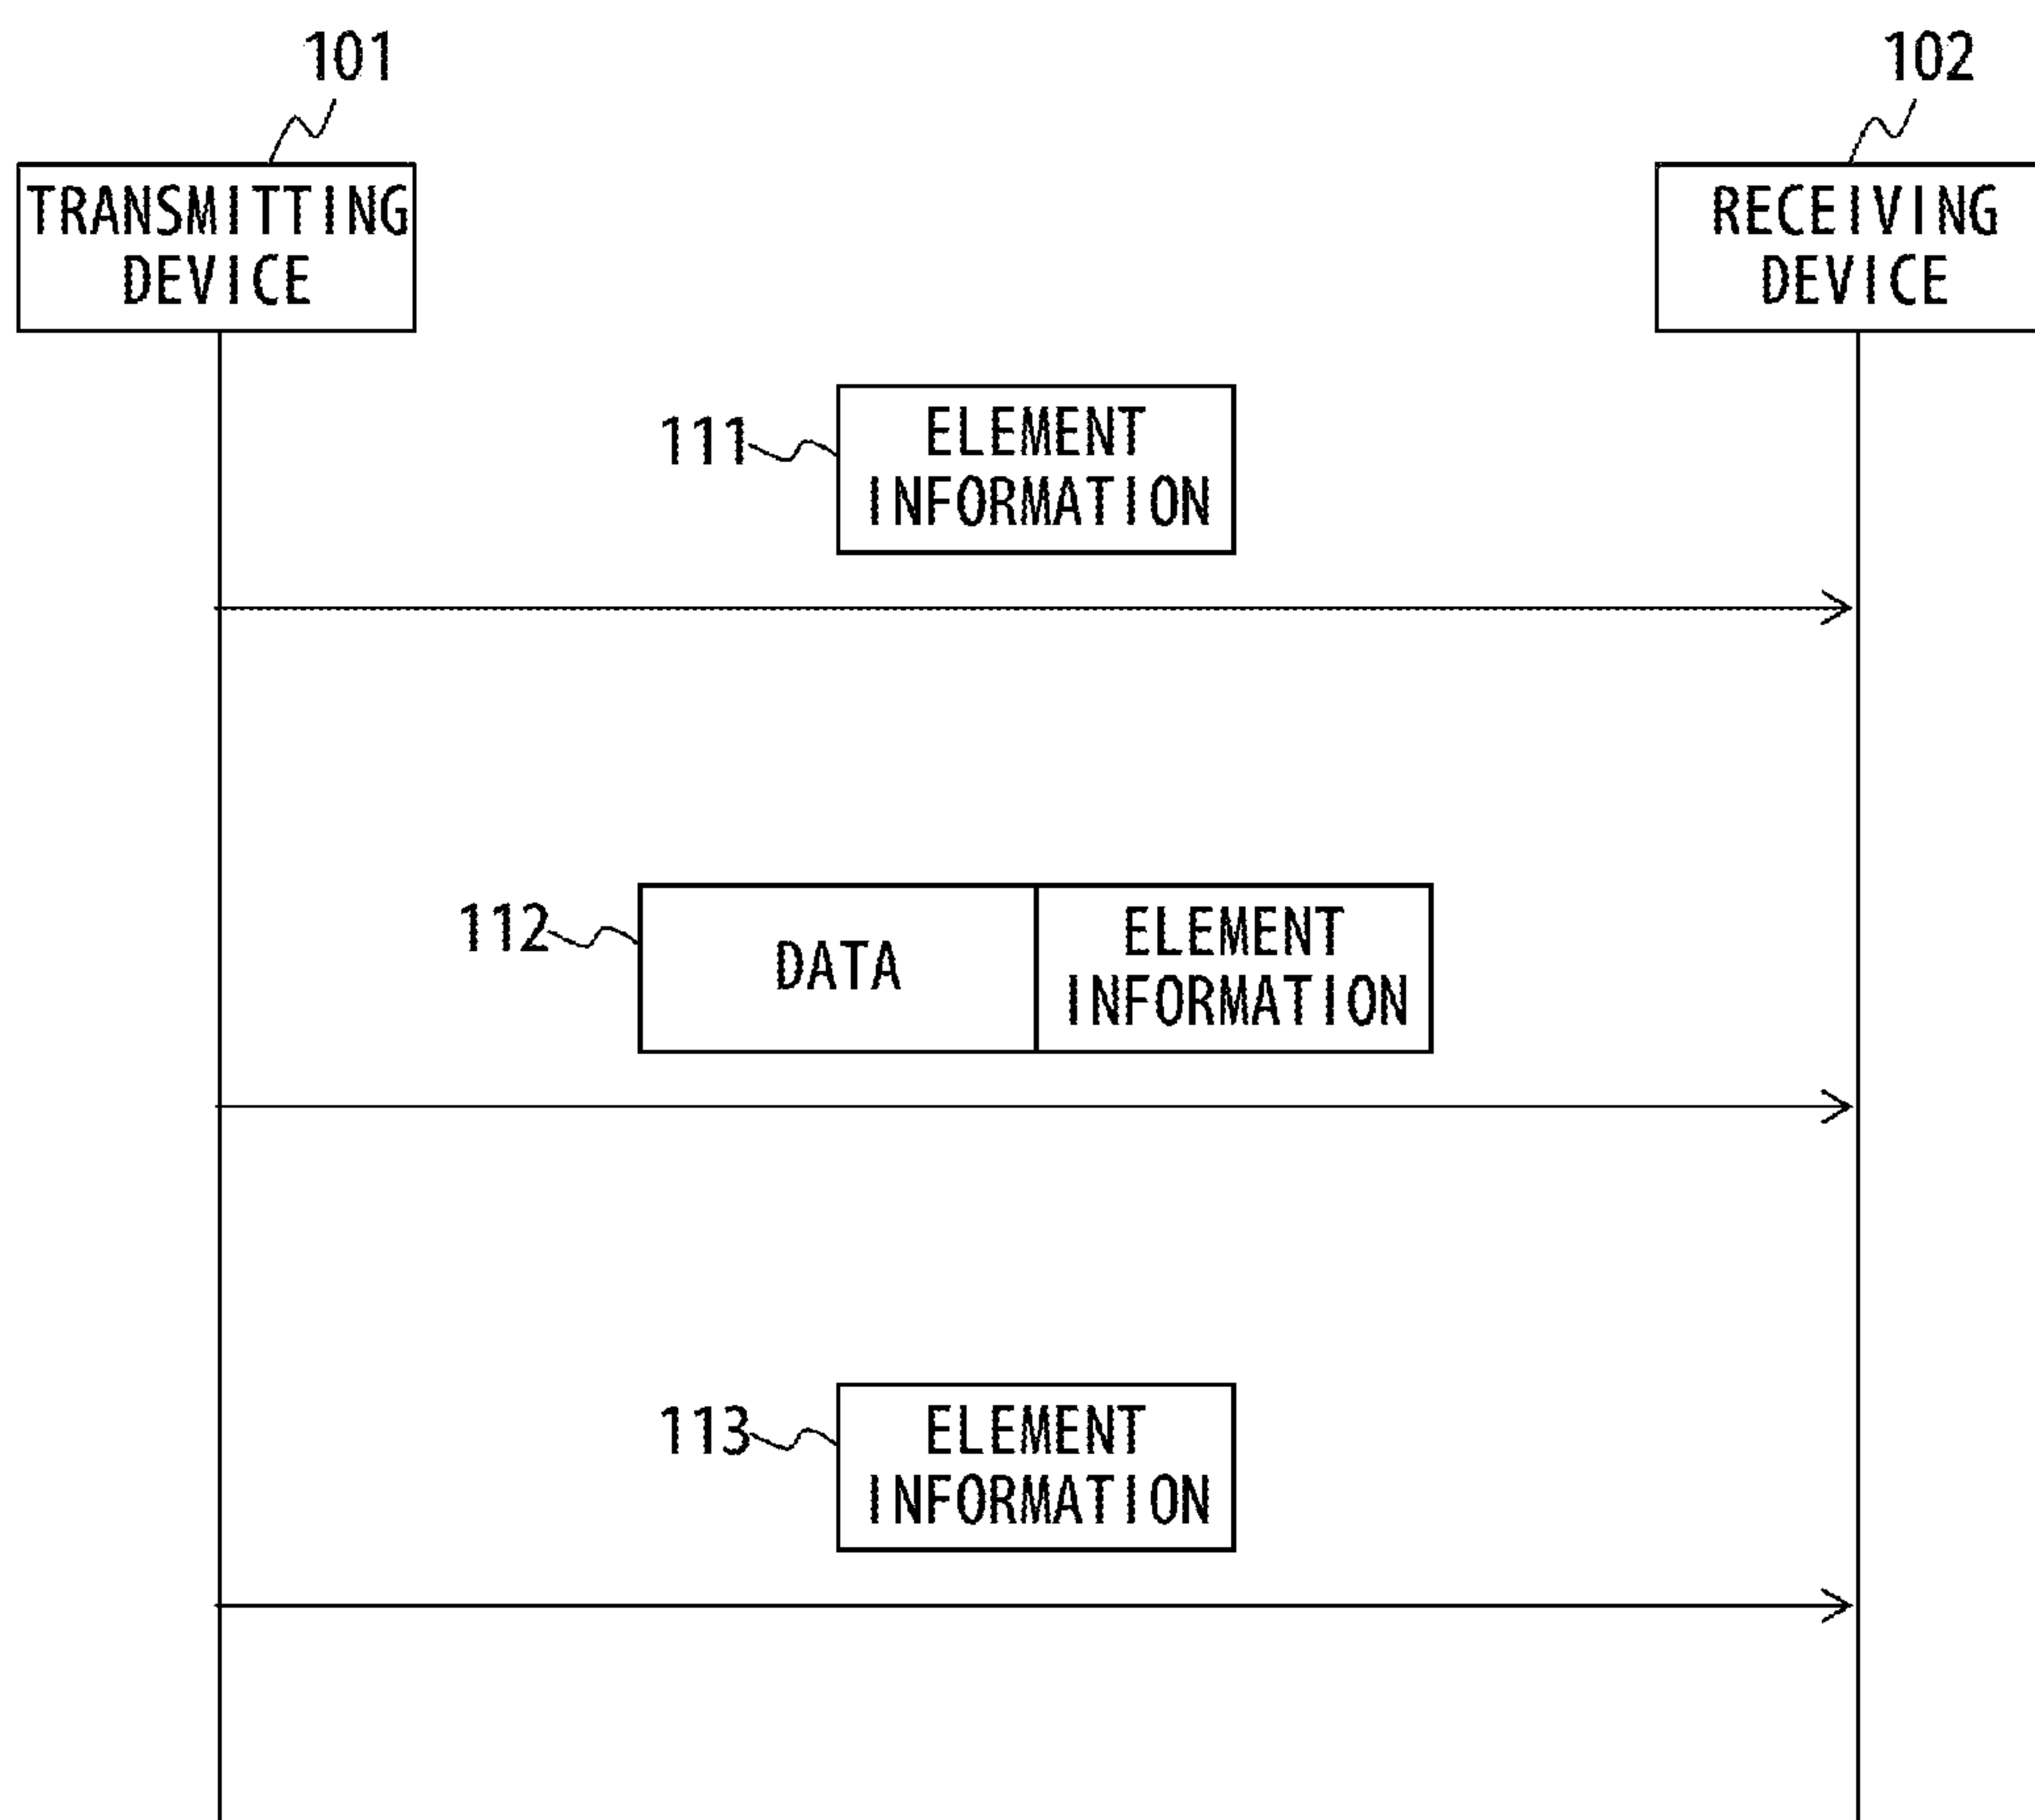 101
102
TRANSMITTING
DEVICE
RECEIVING
DEVICE
111
ELEMENT
INFORMATION
112
DATA
ELEMENT
INFORMATION
113
ELEMENT
INFORMATION